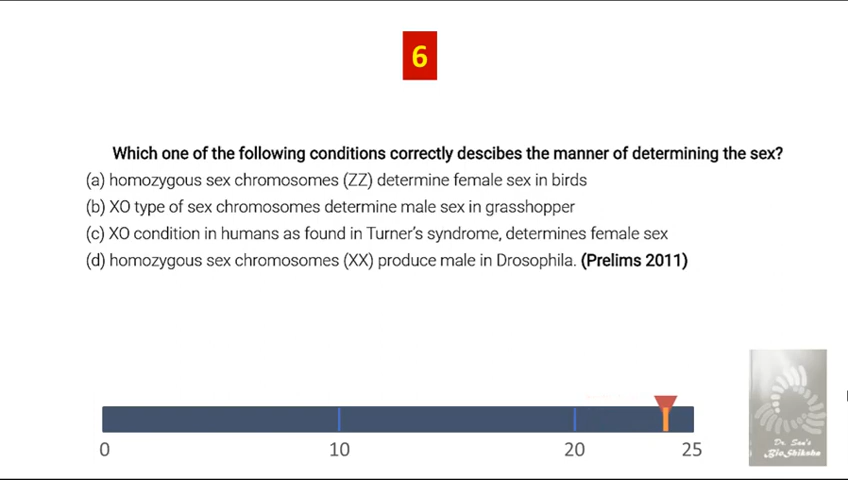 6
Which one of the following conditions correctly descibes the manner of determining the sex?
(a) homozygous sex chromosomes (ZZ) determine female sex in birds
(b) XO type of sex chromosomes determine male sex in grasshopper
(c) XO condition in humans as found in Turner's syndrome, determines female sex
(d) homozygous sex chromosomes (XX) produce male in Drosophila. (Prelims 2011)
0 10 20 25
Dr. Sun's
BioShiksha